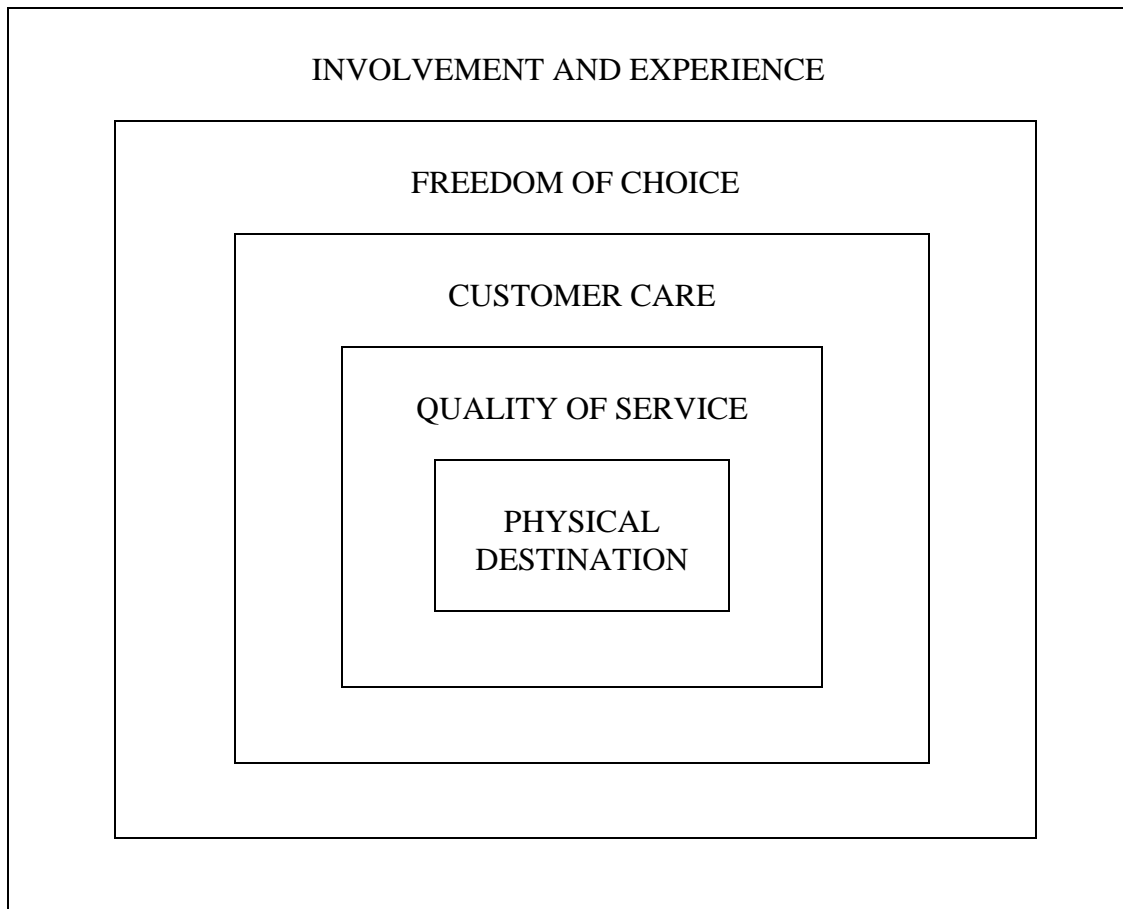 INVOLVEMENT AND EXPERIENCE
FREEDOM OF CHOICE
CUSTOMER CARE
QUALITY OF SERVICE
PHYSICAL
DESTINATION